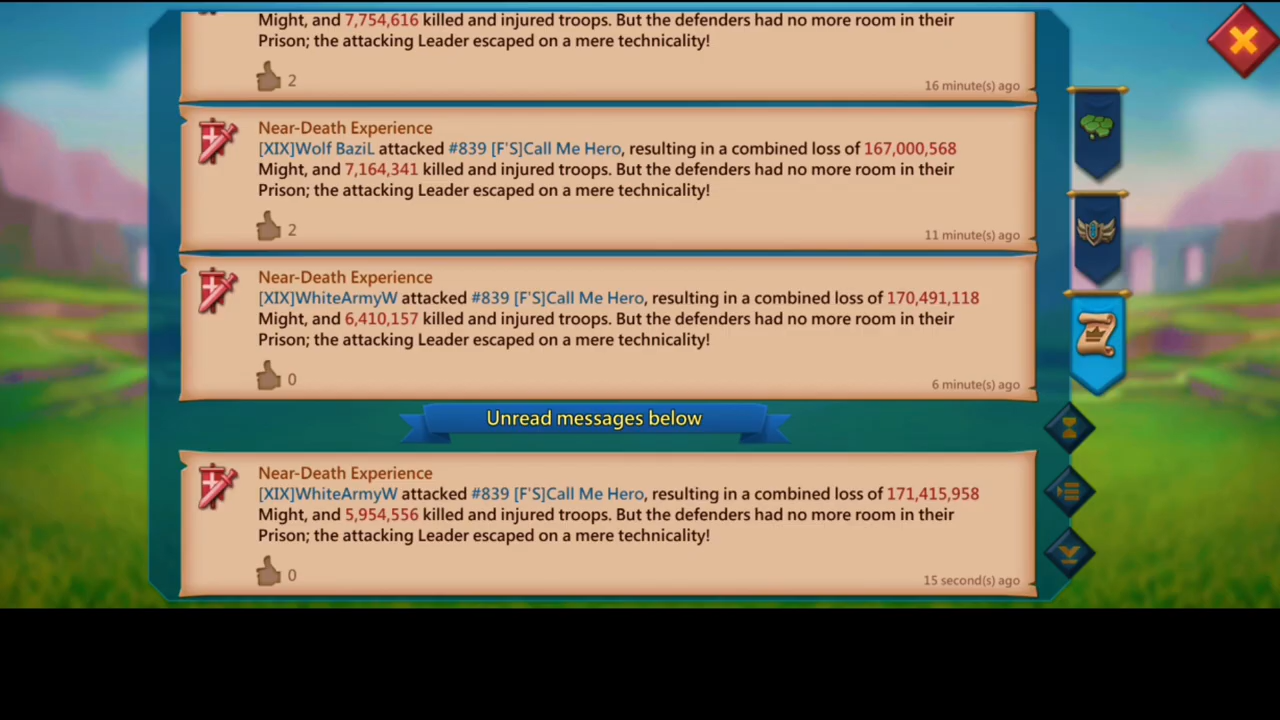 Might, and 7,754,616 killed and injured troops. But the defenders had no more room in their
Prison; the attacking Leader escaped on a mere technicality!
2
16 minute(s) ago
Near-Death Experience
[XIX]Wolf BaziL attacked #839 [F'S]Call Me Hero, resulting in a combined loss of 167,000,568
Might, and 7,164,341 killed and injured troops. But the defenders had no more room in their
Prison; the attacking Leader escaped on a mere technicality!
2
11 minute(s) ago
Near-Death Experience
[XIX]WhiteArmyW attacked #839 [F'S]Call Me Hero, resulting in a combined loss of 170,491,118
Might, and 6,410,157 killed and injured troops. But the defenders had no more room in their
Prison; the attacking Leader escaped on a mere technicality!
0
6 minute(s) ago
Unread messages below
Near-Death Experience
[XIX]WhiteArmyW attacked #839 [F'S]Call Me Hero, resulting in a combined loss of 171,415,958
Might, and 5,954,556 killed and injured troops. But the defenders had no more room in their
Prison; the attacking Leader escaped on a mere technicality!
0
15 second(s) ago